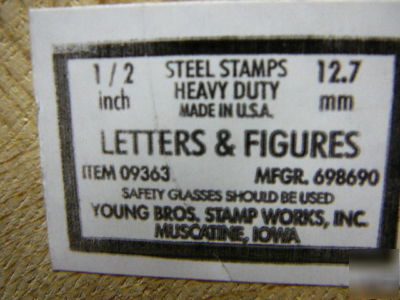 1/2 STEEL STAMPS 12.7
inch HEAVY DUTY mm
MADE IN U.S.A.
LETTERS & FIGURES
ITEM 09363 MFGR. 698690
SAFETY GLASSES SHOULD BE USED
YOUNG BROS. STAMP WORKS, INC.
MUSCATINE, IOWA